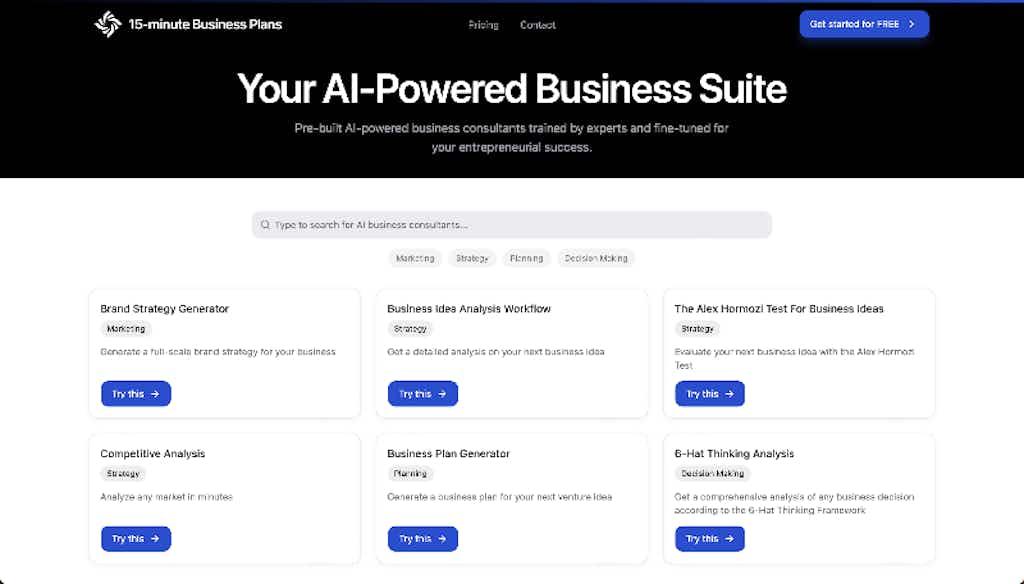 15-minute Business Plans
Pricing
Contact
Get started for FREE
Your AI-Powered Business Suite
Pre-built AI-powered business consultants trained by experts and fine-tuned for
your entrepreneurial success.
Type to search for AI business consultants...
Marketing
Strategy
Planning
Decision Making
Brand Strategy Generator
Marketing
Generate a full-scale brand strategy for your business
Try this
Business Idea Analysis Workflow
Strategy
Get a detailed analysis on your next business idea
Try this
The Alex Hormozi Test For Business Ideas
Strategy
Evaluate your next business idea with the Alex Hormozi
Test
Try this
Competitive Analysis
Strategy
Analyze any market in minutes
Try this
Business Plan Generator
Planning
Generate a business plan for your next venture idea
Try this
6-Hat Thinking Analysis
Decision Making
Get a comprehensive analysis of any business decision
according to the 6-Hat Thinking Framework
Try this